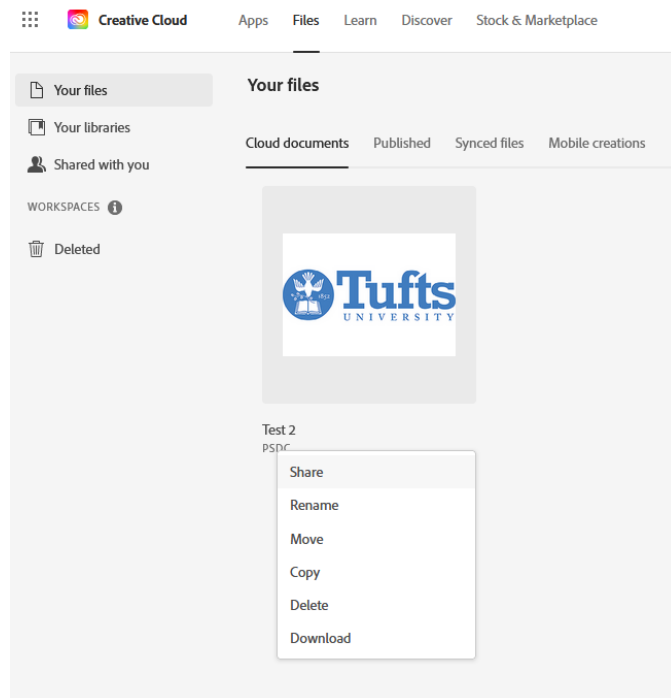 Creative Cloud Apps Files Learn Discover Stock & Marketplace
Your files
Your libraries
Shared with you
WORKSPACES
Deleted
Your files
Cloud documents Published Synced files Mobile creations
1852
Tufts
UNIVERSITY
Test 2
PSDC
Share
Rename
Move
Copy
Delete
Download